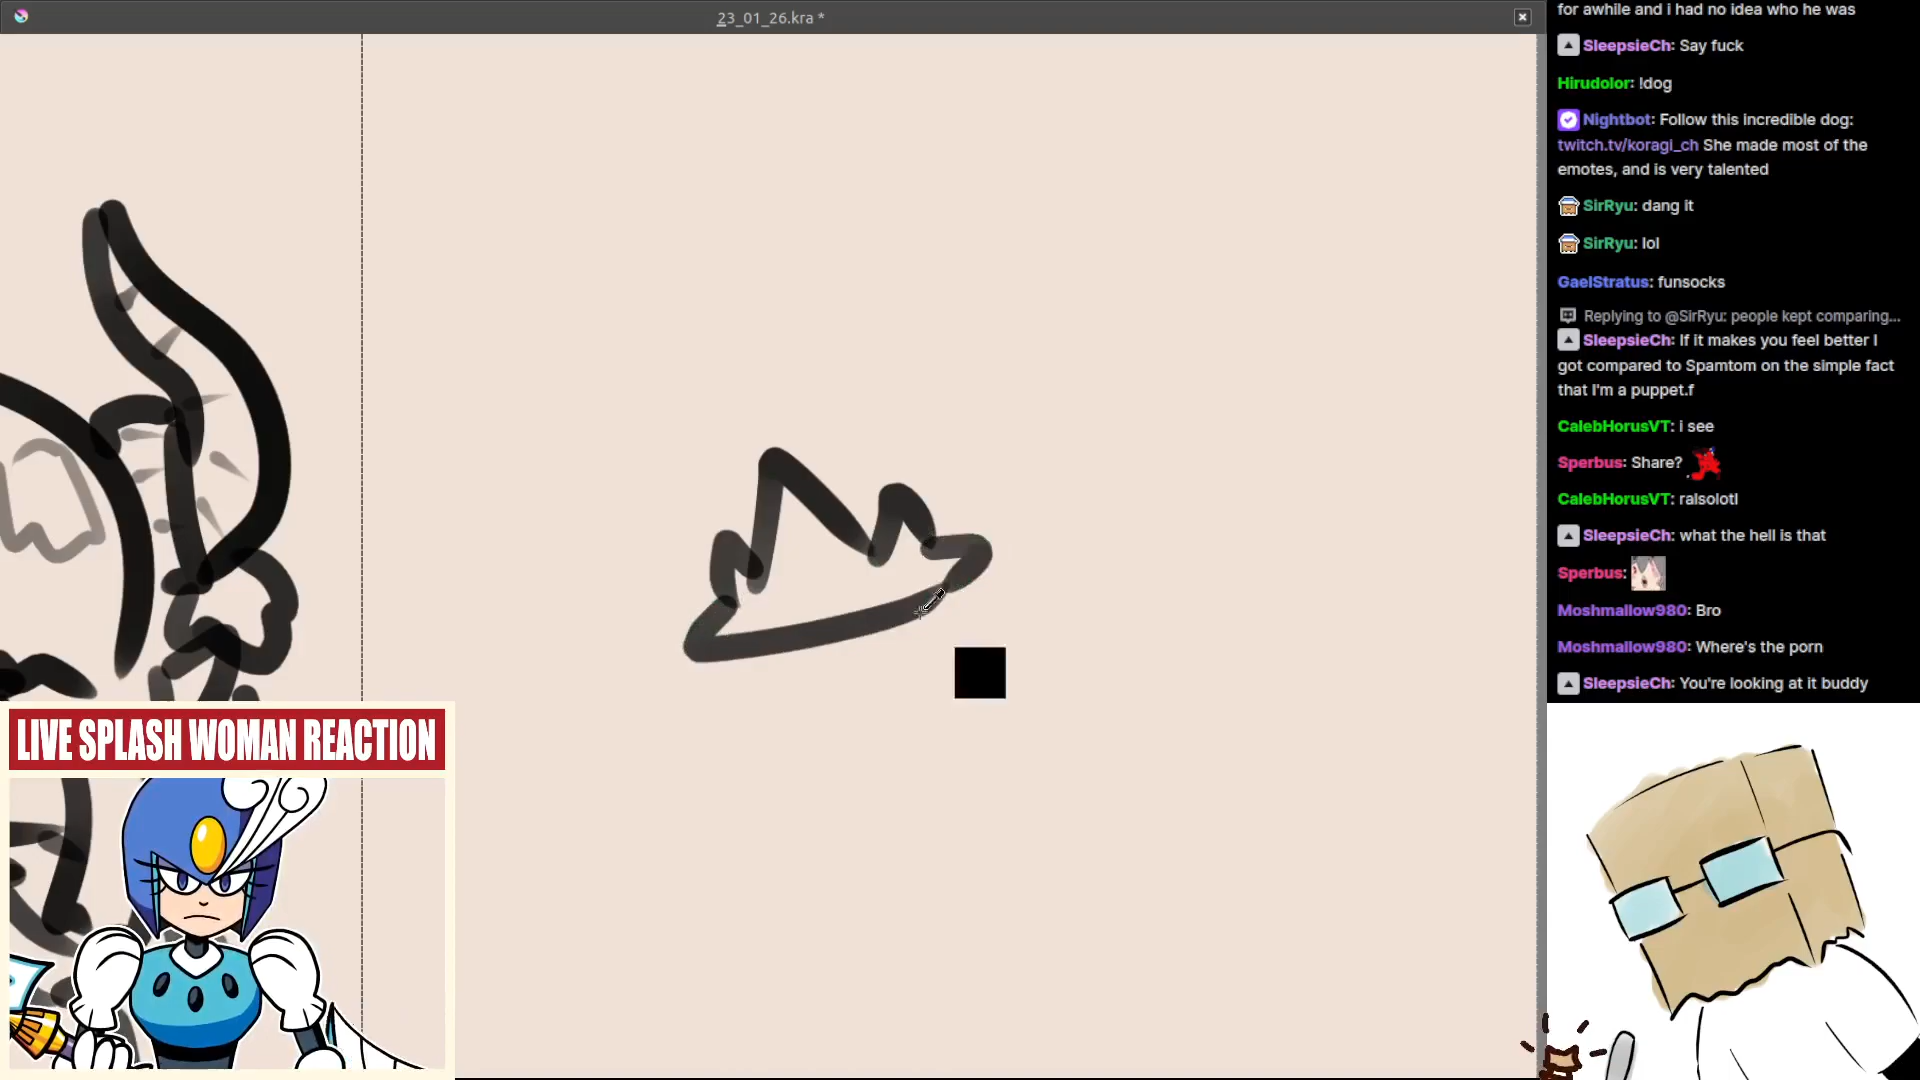 23_01_26.kra *
for awhile and i had no idea who he was
SleepsieCh: Say fuck
Hirudolor: !dog
Nightbot: Follow this incredible dog:
twitch.tv/koragi_ch She made most of the
emotes, and is very talented
SirRyu: dang it
SirRyu: lol
GaelStratus: funsocks
Replying to @SirRyu: people kept comparing...
SleepsieCh: If it makes you feel better I
got compared to Spamtom on the simple fact
that I'm a puppet.f
CalebHorusVT: i see
Sperbus: Share?
CalebHorusVT: ralsolotl
SleepsieCh: what the hell is that
Sperbus:
Moshmallow980: Bro
Moshmallow980: Where's the porn
SleepsieCh: You're looking at it buddy
LIVE SPLASH WOMAN REACTION